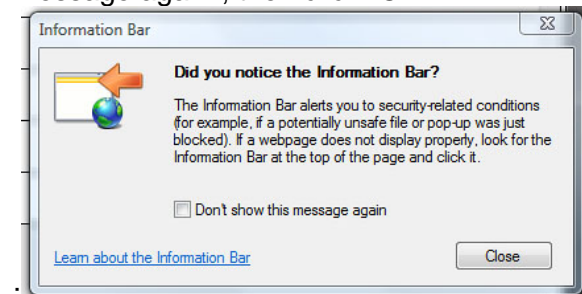 message again, then
Information Bar
Did you notice the Information Bar?
The Information Bar alerts you to security-related conditions
(for example, if a potentially unsafe file or pop-up was just
blocked). If a webpage does not display properly, look for the
Information Bar at the top of the page and click it.
Don't show this message again
Learn about the Information Bar
Close
.